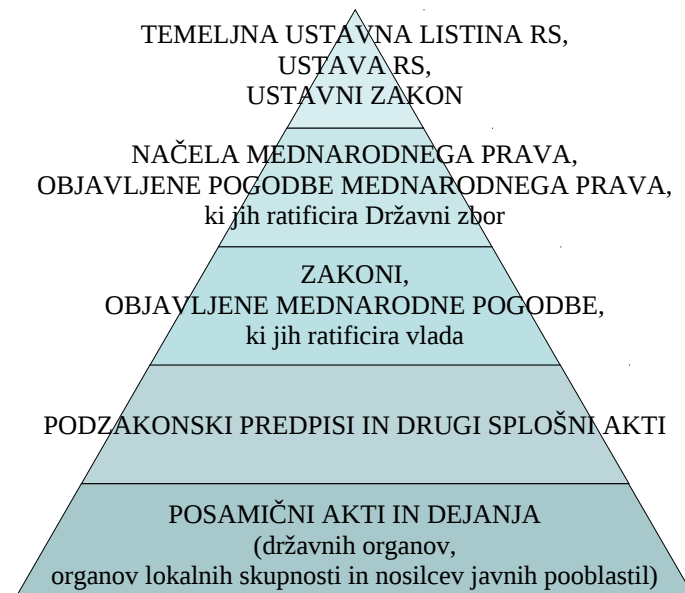 TEMELJNA USTAVNA LISTINA RS,
USTAVA RS,
USTAVNI ZAKON
NAČELA MEDNARODNEGA PRAVA,
OBJAVLJENE POGODBE MEDNARODNEGA PRAVA,
ki jih ratificira Državni zbor
ZAKONI,
OBJAVLJENE MEDNARODNE POGODBE,
ki jih ratificira vlada
PODZAKONSKI PREDPISI IN DRUGI SPLOŠNI AKTI
POSAMIČNI AKTI IN DEJANJA
(državnih organov,
organov lokalnih skupnosti in nosilcev javnih pooblastil)